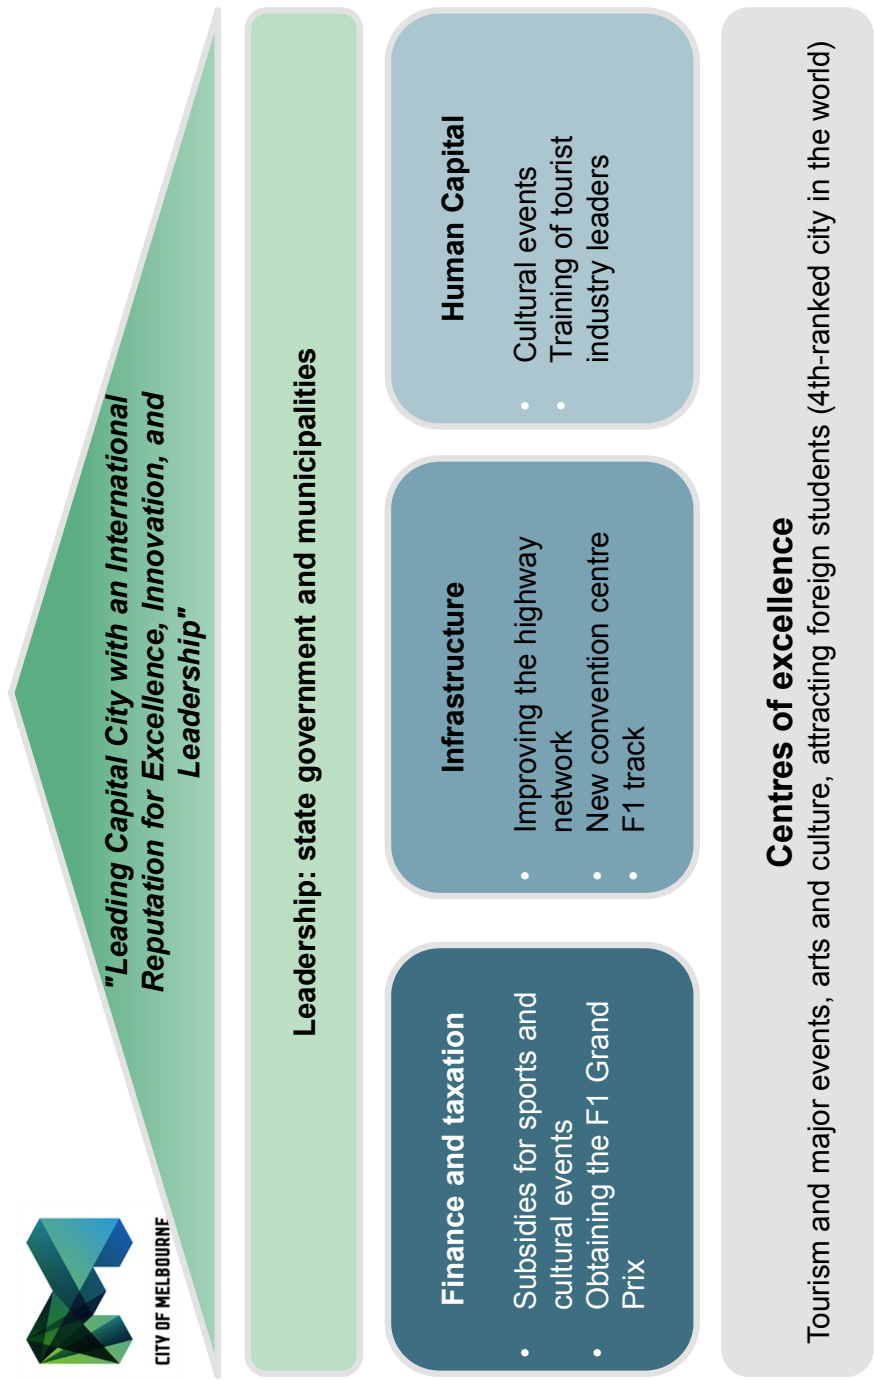 CITY OF MELBOURNE
"Leading Capital City with an International
Reputation for Excellence, Innovation, and
Leadership"
Leadership: state government and municipalities
Finance and taxation
• Subsidies for sports and
cultural events
• Obtaining the F1 Grand
Prix
Infrastructure
• Improving the highway
network
• New convention centre
• F1 track
Human Capital
• Cultural events
• Training of tourist
industry leaders
Centres of excellence
Tourism and major events, arts and culture, attracting foreign students (4th-ranked city in the world)